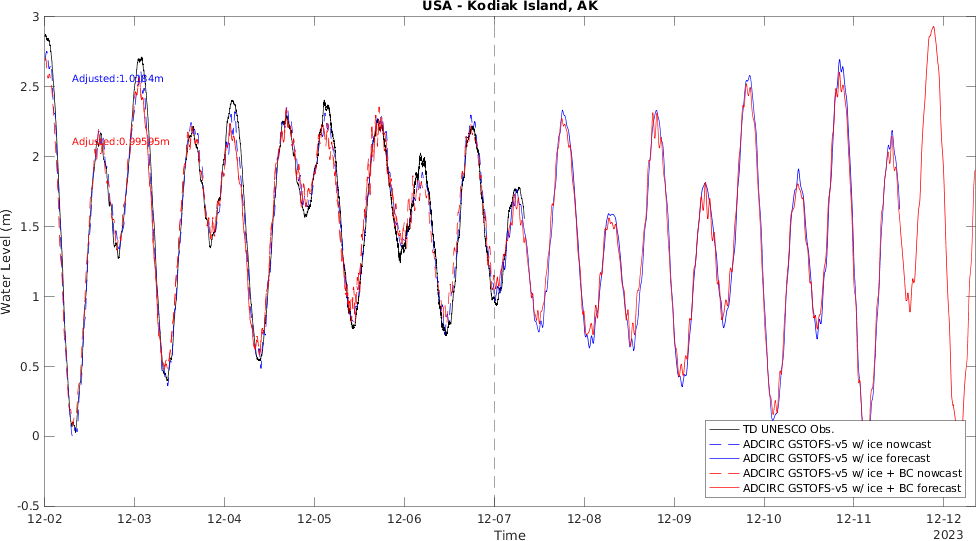 USA - Kodiak Island, AK
3
2.5
2
1.5
1
0.5
0
-0.5
Water Level (m)
Adjusted:1.0184m
Adjusted:0.99595m
TD UNESCO Obs.
ADCIRC GSTOFS-v5 w/ ice nowcast
ADCIRC GSTOFS-v5 w/ ice forecast
ADCIRC GSTOFS-v5 w/ ice + BC nowcast
ADCIRC GSTOFS-v5 w/ ice + BC forecast
12-02 12-03 12-04 12-05 12-06 12-07 12-08 12-09 12-10 12-11 12-12
2023
Time